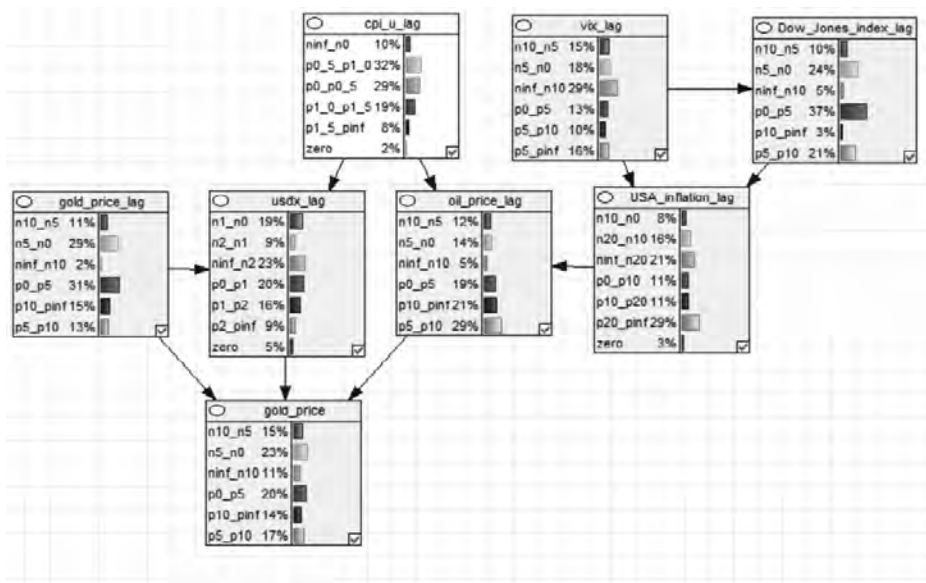 cpi_u_lag
ninf_n0 10%
p0_5_p1_0 32%
p0_p0_5 29%
p1_0_p1_5 19%
p1_5_pinf 8%
zero 2%
vix_lag
n10_n5 15%
n5_n0 18%
ninf_n10 29%
p0_p5 13%
p5_p10 10%
p5_pinf 16%
Dow_Jones_index_lag
n10_n5 10%
n5_n0 24%
ninf_n10 5%
p0_p5 37%
p10_pinf 3%
p5_p10 21%
gold_price_lag
n10_n5 11%
n5_n0 29%
ninf_n10 2%
p0_p5 31%
p10_pinf 15%
p5_p10 13%
usdx_lag
n1_n0 19%
n2_n1 9%
ninf_n2 23%
p0_p1 20%
p1_p2 16%
p2_pinf 9%
zero 5%
oil_price_lag
n10_n5 12%
n5_n0 14%
ninf_n10 5%
p0_p5 19%
p10_pinf 21%
p5_p10 29%
USA_inflation_lag
n10_n0 8%
n20_n10 16%
ninf_n20 21%
p0_p10 11%
p10_p20 11%
p20_pinf 29%
zero 3%
gold_price
n10_n5 15%
n5_n0 23%
ninf_n10 11%
p0_p5 20%
p10_pinf 14%
p5_p10 17%